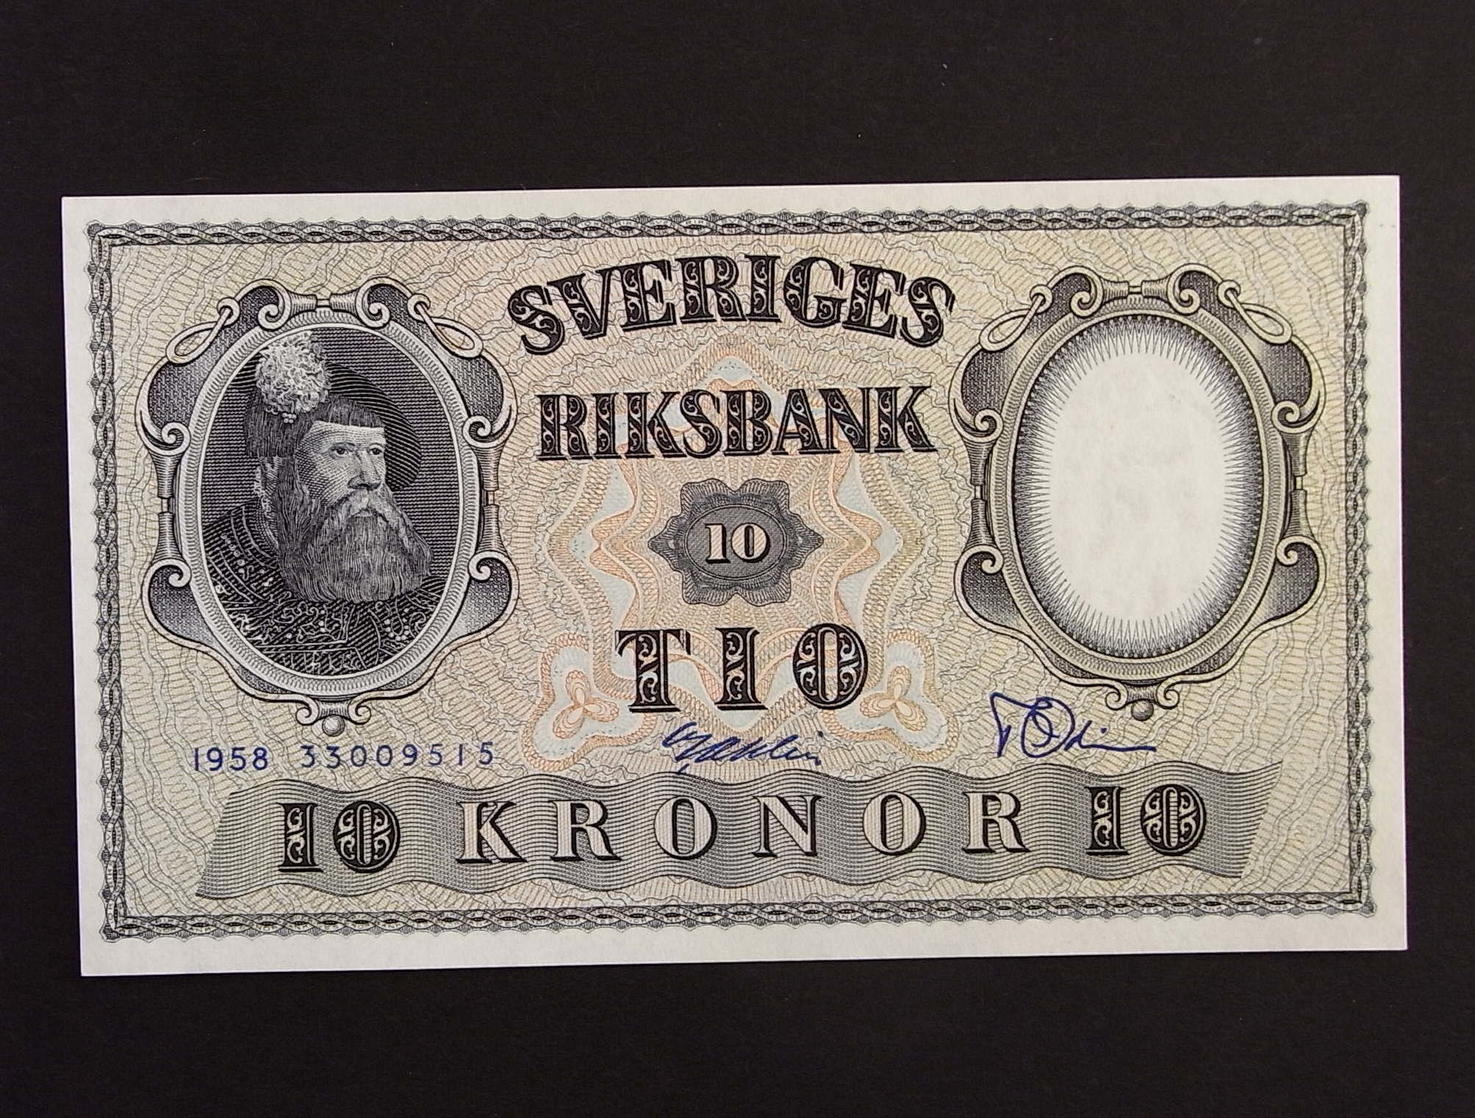 SVERIGES
RIKSBANK
10
TIO
1958 33009515
10 KRONOR 10